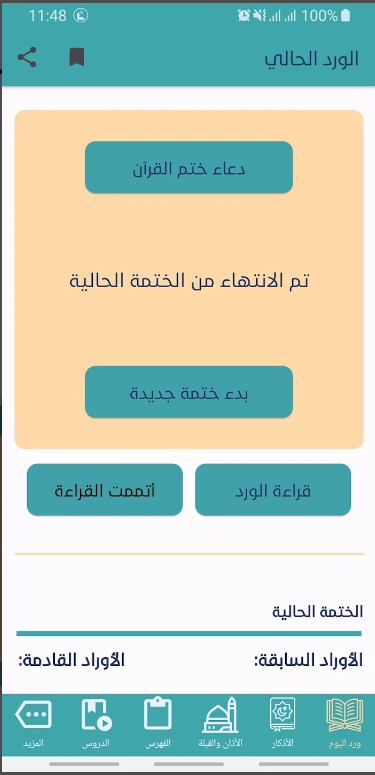 11:48 100%
الورد الحالي
دعاء ختم القرآن
تم الانتهاء من الختمة الحالية
بدء ختمة جديدة
قراءة الورد أتممت القراءة
الختمة الحالية
الأوراد السابقة: الأوراد القادمة:
ورد اليوم الأذكار الأذان والقبلة الفهرس الدروس المزيد